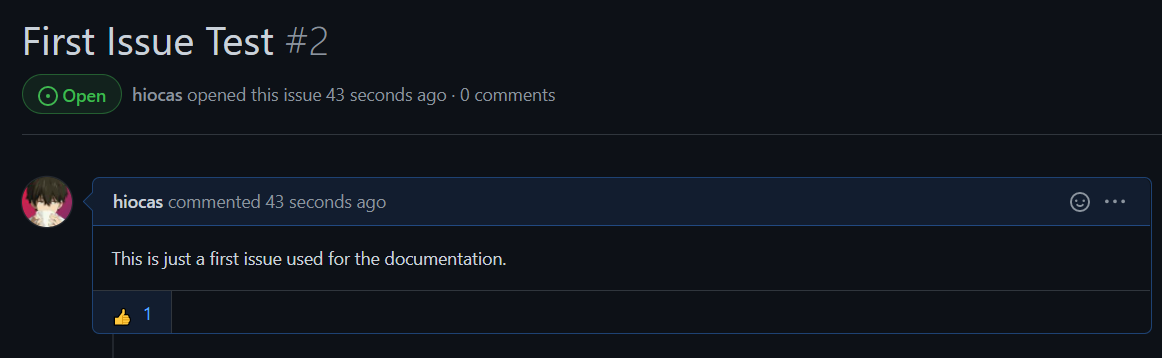 First Issue Test #2
Open hiocas opened this issue 43 seconds ago · 0 comments
hiocas commented 43 seconds ago
This is just a first issue used for the documentation.
👍 1